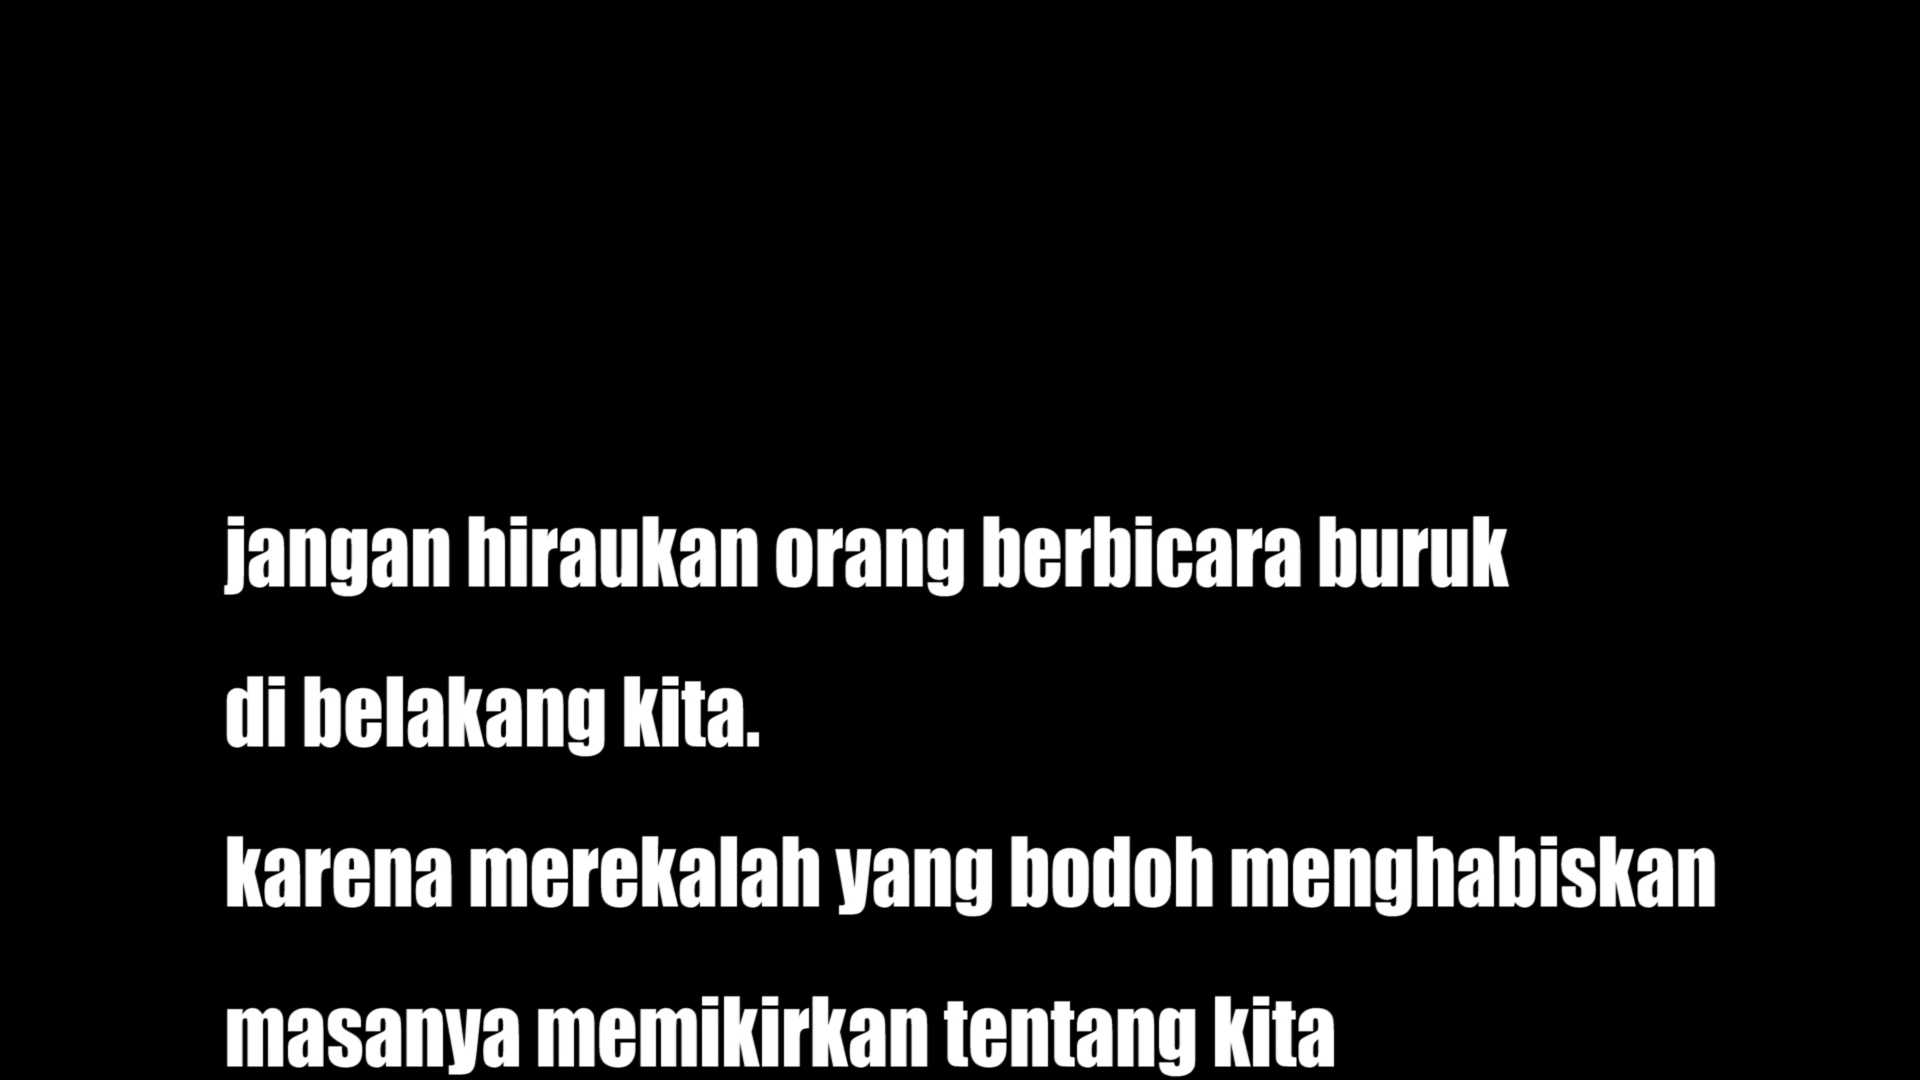 jangan hiraukan orang berbicara buruk
di belakang kita.
karena merekalah yang bodoh menghabiskan
masanya memikirkan tentang kita